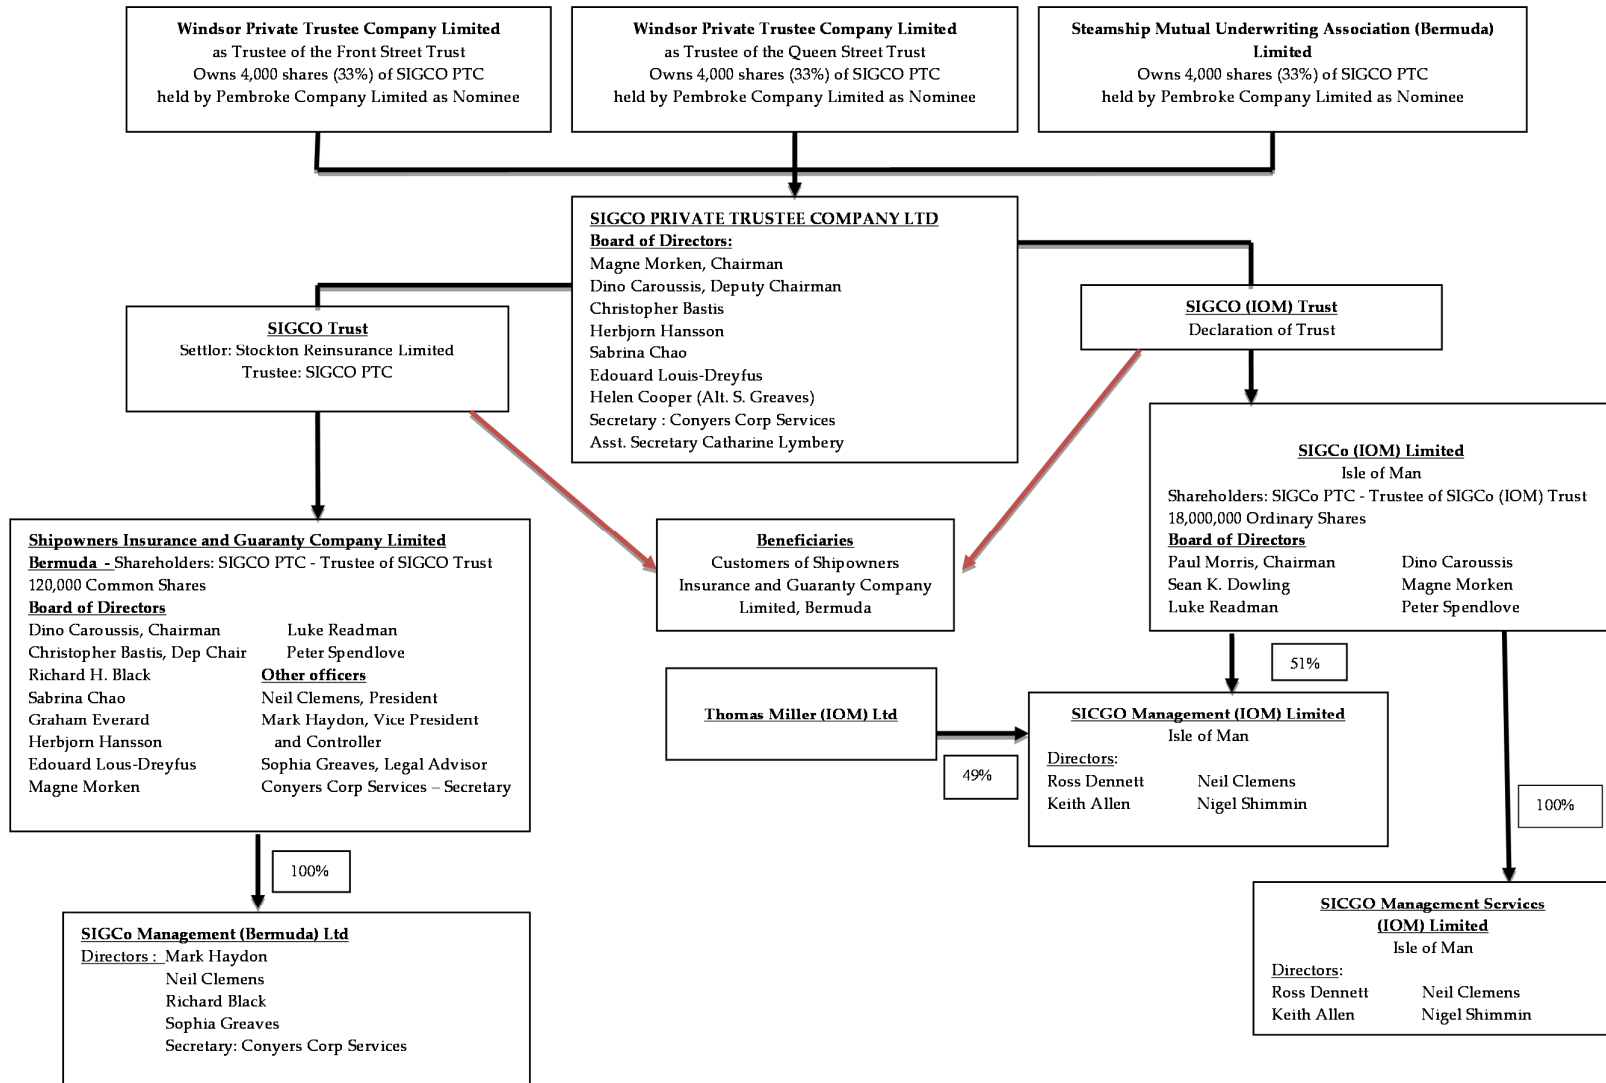 Windsor Private Trustee Company Limited
as Trustee of the Front Street Trust
Owns 4,000 shares (33%) of SIGCO PTC
held by Pembroke Company Limited as Nominee
Windsor Private Trustee Company Limited
as Trustee of the Queen Street Trust
Owns 4,000 shares (33%) of SIGCO PTC
held by Pembroke Company Limited as Nominee
Steamship Mutual Underwriting Association (Bermuda)
Limited
Owns 4,000 shares (33%) of SIGCO PTC
held by Pembroke Company Limited as Nominee
SIGCO PRIVATE TRUSTEE COMPANY LTD
Board of Directors:
Magne Morken, Chairman
Dino Caroussis, Deputy Chairman
Christopher Bastis
Herbjorn Hansson
Sabrina Chao
Edouard Louis-Dreyfus
Helen Cooper (Alt. S. Greaves)
Secretary : Conyers Corp Services
Asst. Secretary Catharine Lymbery
SIGCO Trust
Settlor: Stockton Reinsurance Limited
Trustee: SIGCO PTC
SIGCO (IOM) Trust
Declaration of Trust
SIGCo (IOM) Limited
Isle of Man
Shareholders: SIGCo PTC - Trustee of SIGCo (IOM) Trust
18,000,000 Ordinary Shares
Board of Directors
Paul Morris, Chairman Dino Caroussis
Sean K. Dowling Magne Morken
Luke Readman Peter Spendlove
Shipowners Insurance and Guaranty Company Limited
Bermuda - Shareholders: SIGCO PTC - Trustee of SIGCO Trust
120,000 Common Shares
Board of Directors
Dino Caroussis, Chairman Luke Readman
Christopher Bastis, Dep Chair Peter Spendlove
Richard H. Black Other officers
Sabrina Chao Neil Clemens, President
Graham Everard Mark Haydon, Vice President
Herbjorn Hansson and Controller
Edouard Lous-Dreyfus Sophia Greaves, Legal Advisor
Magne Morken Conyers Corp Services – Secretary
Beneficiaries
Customers of Shipowners
Insurance and Guaranty Company
Limited, Bermuda
51%
Thomas Miller (IOM) Ltd
49%
SICGO Management (IOM) Limited
Isle of Man
Directors:
Ross Dennett Neil Clemens
Keith Allen Nigel Shimmin
100%
100%
SIGCo Management (Bermuda) Ltd
Directors : Mark Haydon
Neil Clemens
Richard Black
Sophia Greaves
Secretary: Conyers Corp Services
SICGO Management Services
(IOM) Limited
Isle of Man
Directors:
Ross Dennett Neil Clemens
Keith Allen Nigel Shimmin